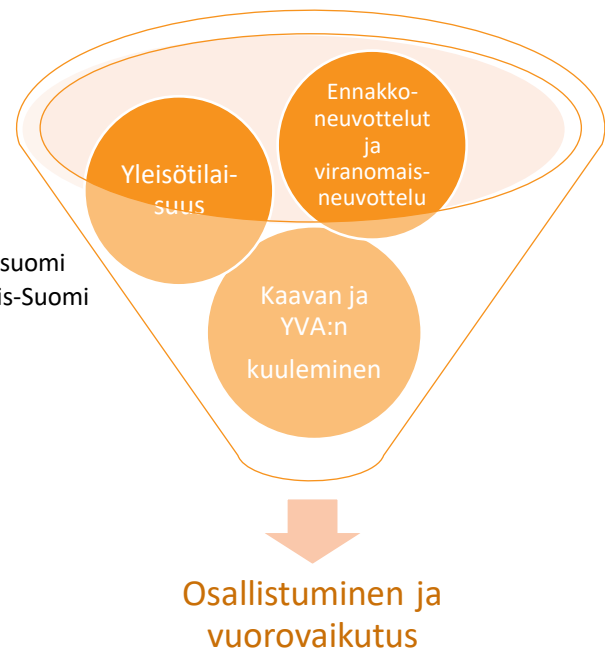 Ennakko-
neuvottelut
ja
viranomais-
neuvottelu
Yleisötilai-
suus
suomi
is-Suomi
Kaavan ja
YVA:n
kuuleminen
Osallistuminen ja
vuorovaikutus